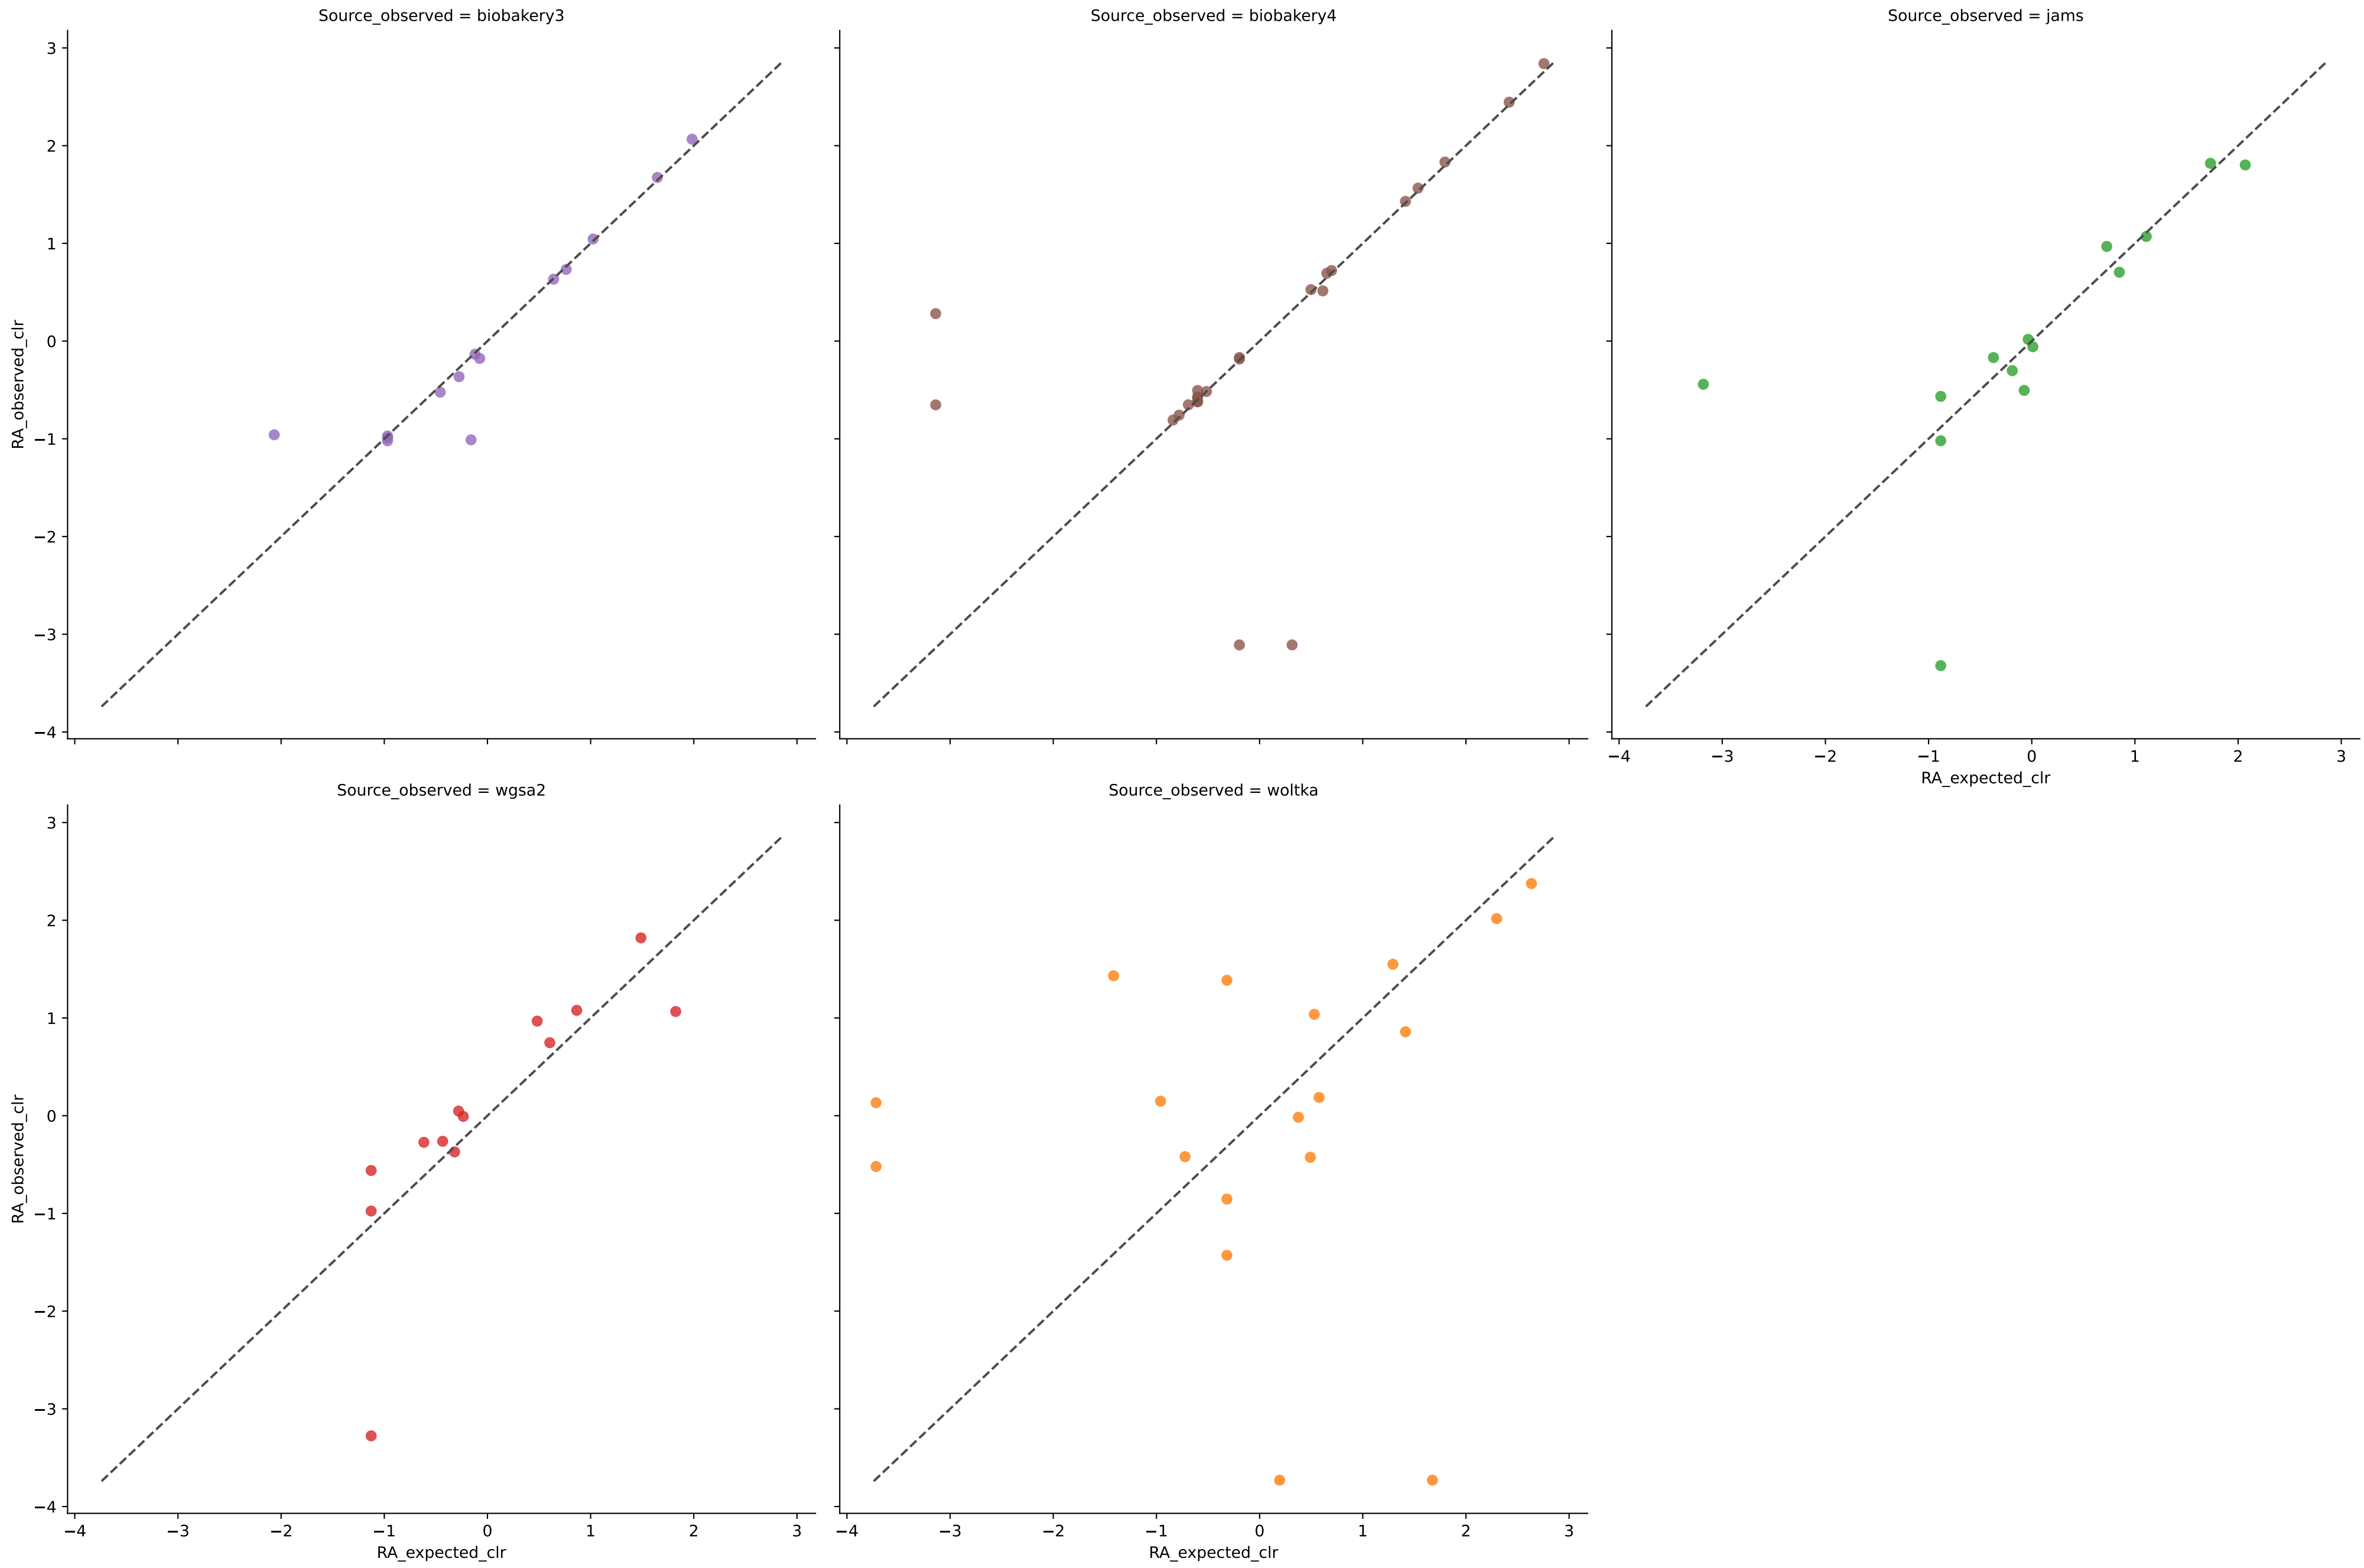 Source_observed = biobakery3
Source_observed = biobakery4
Source_observed = jams
3
2
1
0
−1
−2
−3
−4
RA_observed_clr
−4 −3 −2 −1 0 1 2 3
RA_expected_clr
Source_observed = wgsa2
Source_observed = woltka
3
2
1
0
−1
−2
−3
−4
RA_observed_clr
−4 −3 −2 −1 0 1 2 3
RA_expected_clr
−4 −3 −2 −1 0 1 2 3
RA_expected_clr